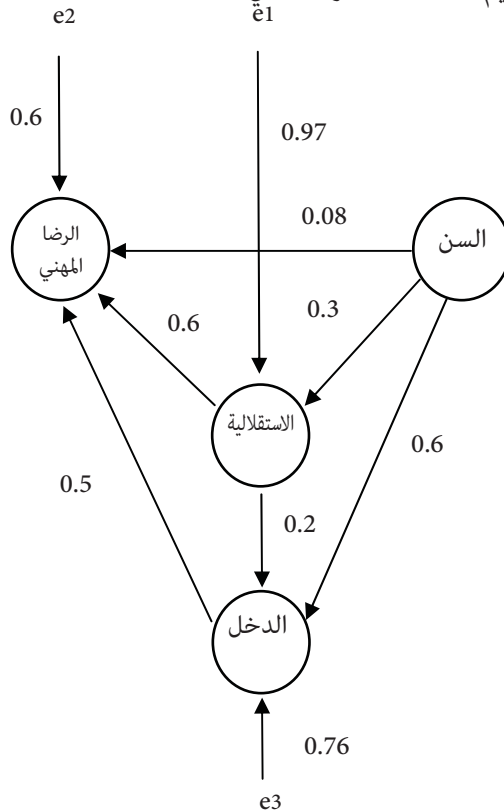 e2
e1
0.6
0.97
0.08
السن
الرضا
المهني
0.6
0.3
الاستقلالية
0.6
0.5
0.2
الدخل
0.76
e3